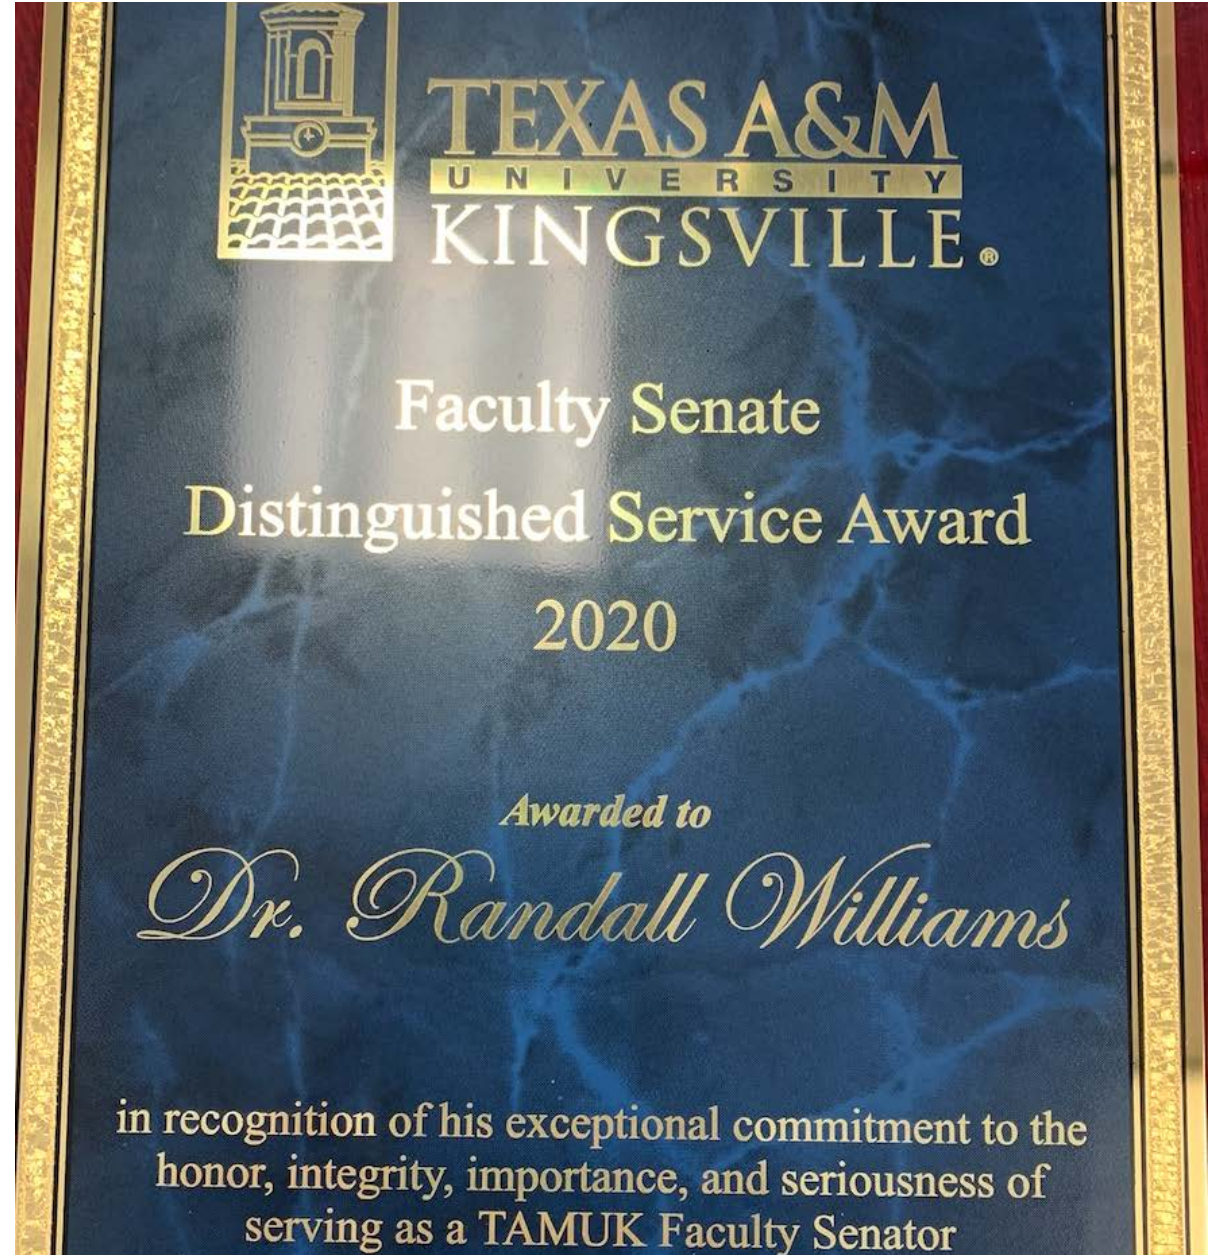 TEXAS A&M
UNIVERSITY
KINGSVILLE®
Faculty Senate
Distinguished Service Award
2020
Awarded to
Dr. Randall Williams
in recognition of his exceptional commitment to the
honor, integrity, importance, and seriousness of
serving as a TAMUK Faculty Senator